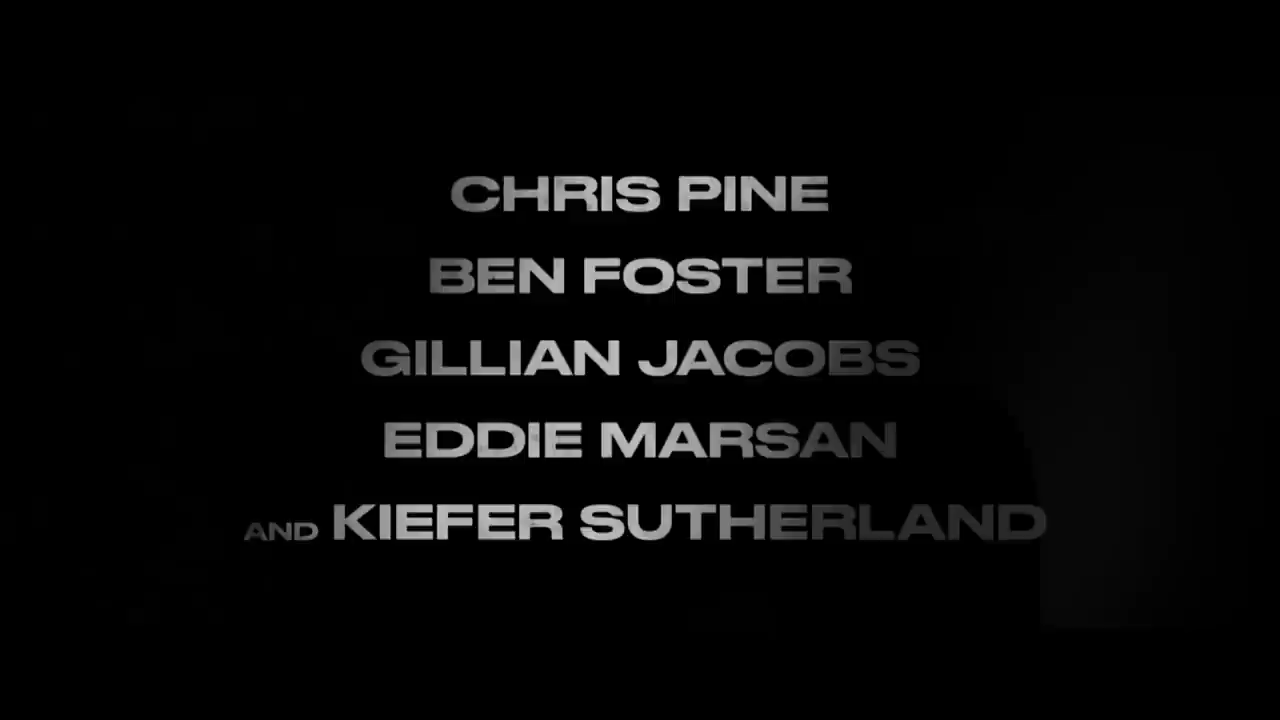 CHRIS PINE
BEN FOSTER
GILLIAN JACOBS
EDDIE MARSAN
AND KIEFER SUTHERLAND